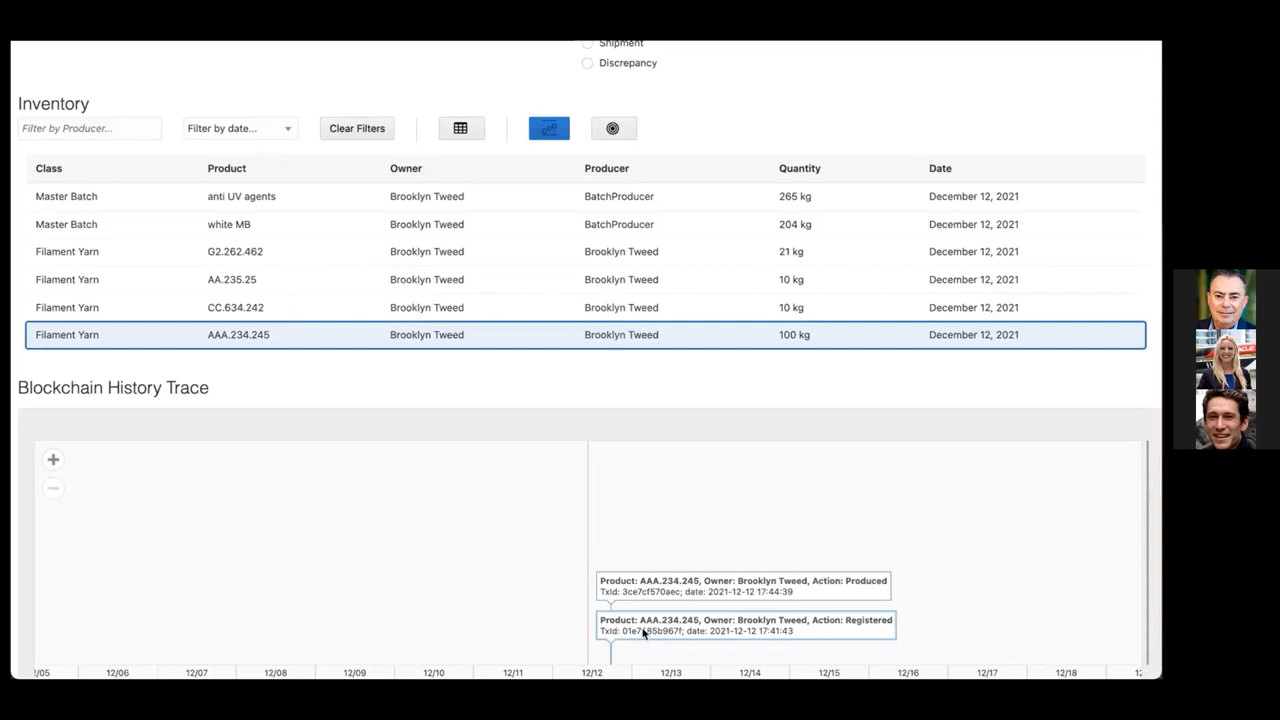 Shipment
Discrepancy
Inventory
Filter by Producer... Filter by date... Clear Filters
Class Product Owner Producer Quantity Date
Master Batch anti UV agents Brooklyn Tweed BatchProducer 265 kg December 12, 2021
Master Batch white MB Brooklyn Tweed BatchProducer 204 kg December 12, 2021
Filament Yarn G2.262.462 Brooklyn Tweed Brooklyn Tweed 21 kg December 12, 2021
Filament Yarn AA.235.25 Brooklyn Tweed Brooklyn Tweed 10 kg December 12, 2021
Filament Yarn CC.634.242 Brooklyn Tweed Brooklyn Tweed 10 kg December 12, 2021
Filament Yarn AAA.234.245 Brooklyn Tweed Brooklyn Tweed 100 kg December 12, 2021
Blockchain History Trace
Product: AAA.234.245, Owner: Brooklyn Tweed, Action: Produced
TxId: 3ce7cf570aec; date: 2021-12-12 17:44:39
Product: AAA.234.245, Owner: Brooklyn Tweed, Action: Registered
TxId: date: 2021-12-12 17:41:43
12/06 12/07 12/08 12/09 12/10 12/11 12/12 12/13 12/14 12/15 12/16 12/17 12/18